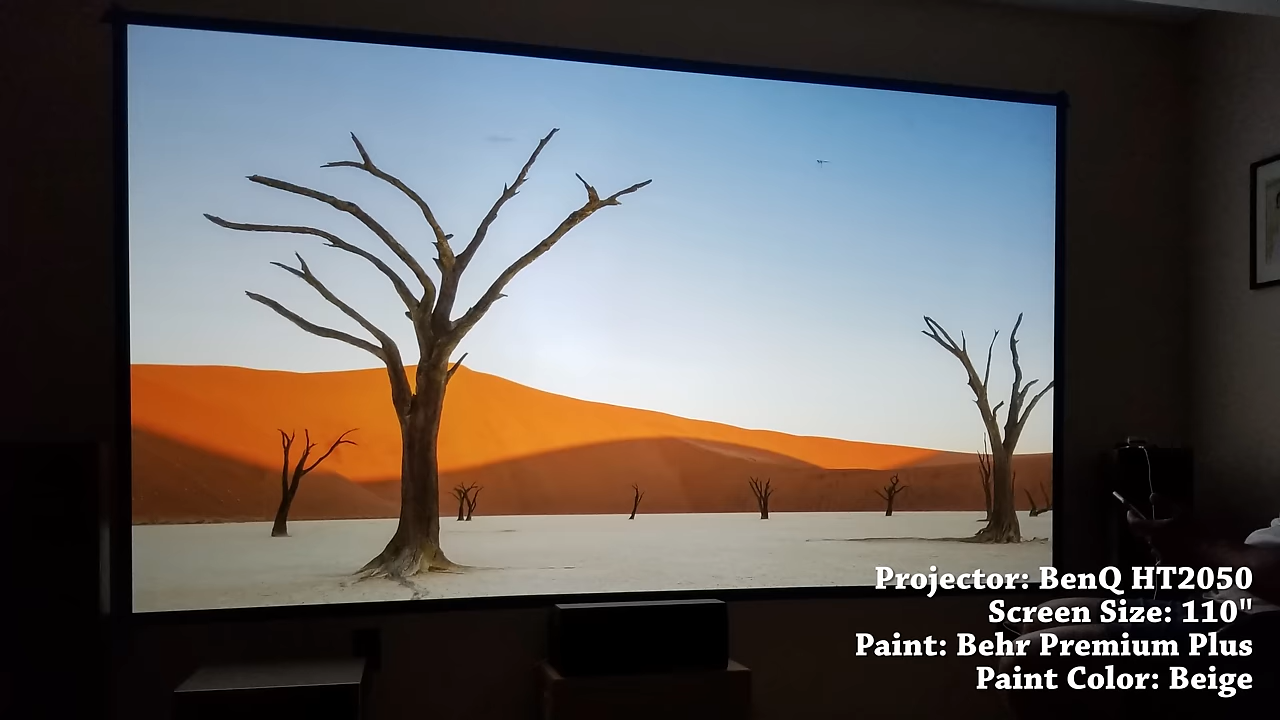 Projector: BenQ HT2050
Screen Size: 110"
Paint: Behr Premium Plus
Paint Color: Beige